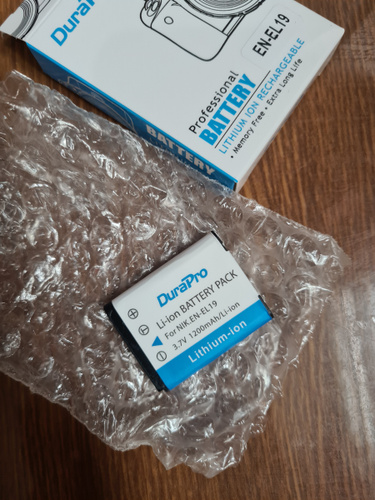 DuraPro
EN-EL19
Professional
BATTERY
LITHIUM ION RECHARGEABLE
• Memory Free • Extra Long Life
BATTERY
DuraPro
Li-ion BATTERY PACK
For NIK.EN-EL19
3.7V 1200mAh/Li-ion
Lithium-ion